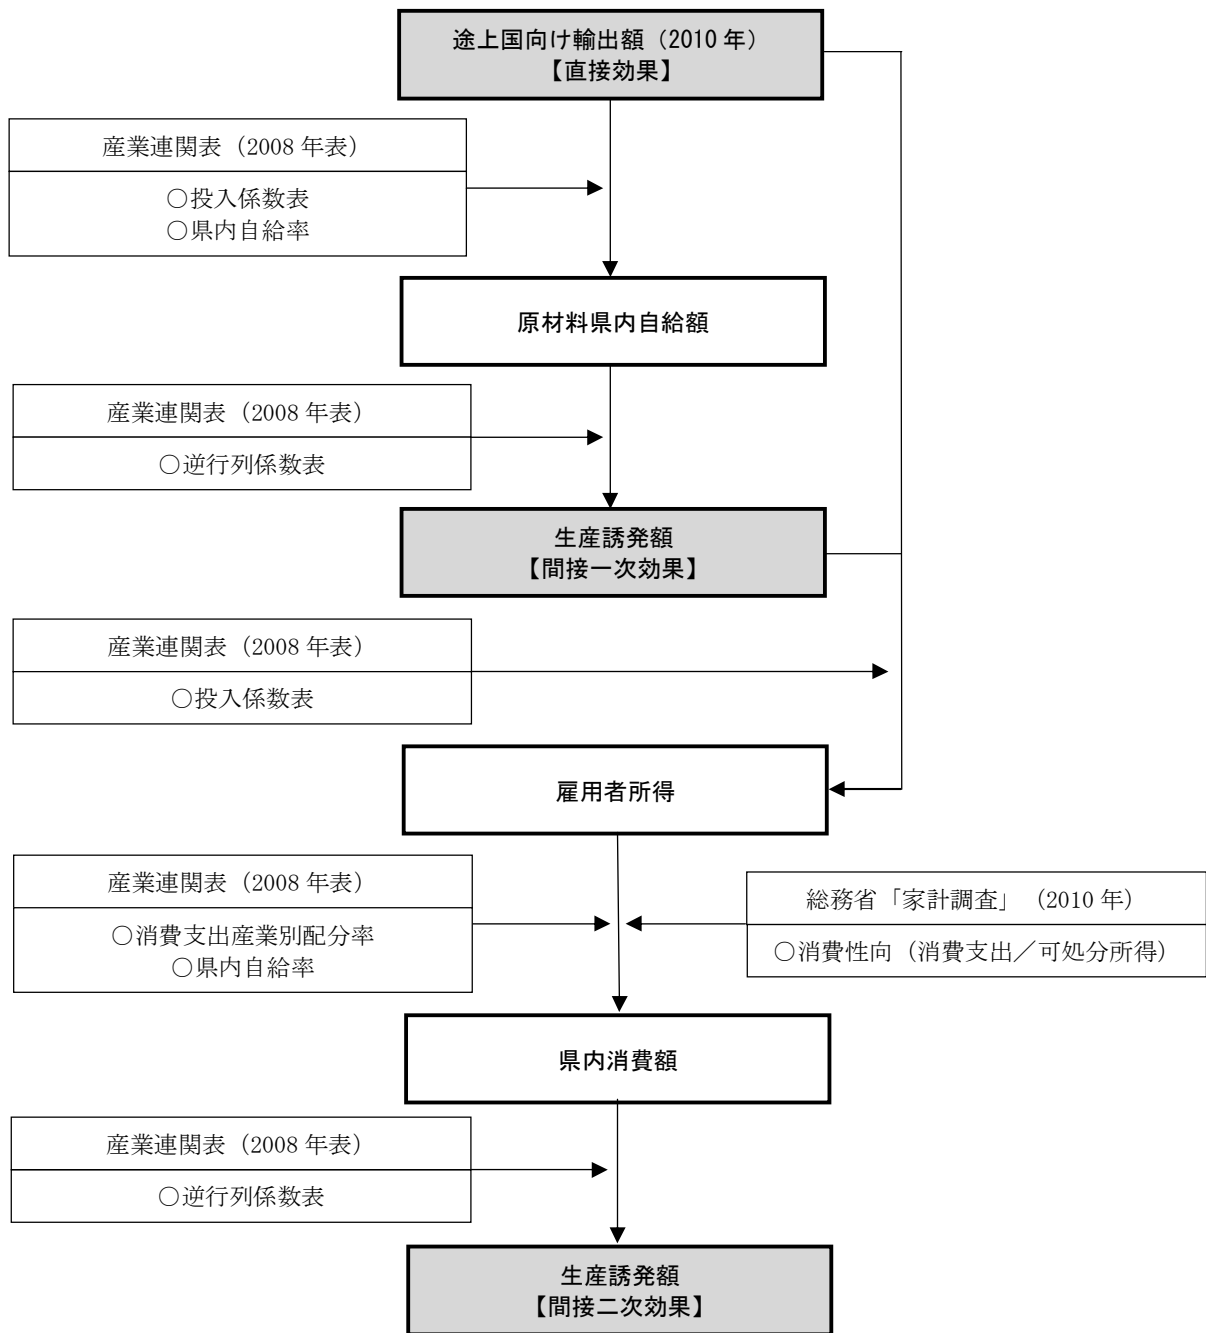 途上国向け輸出額（2010 年）
【直接効果】
産業連関表（2008 年表）
○投入係数表
○県内自給率
原材料県内自給額
産業連関表（2008 年表）
○逆行列係数表
生産誘発額
【間接一次効果】
産業連関表（2008 年表）
○投入係数表
雇用者所得
産業連関表（2008 年表）
○消費支出産業別配分率
○県内自給率
総務省「家計調査」（2010 年）
○消費性向（消費支出／可処分所得）
県内消費額
産業連関表（2008 年表）
○逆行列係数表
生産誘発額
【間接二次効果】